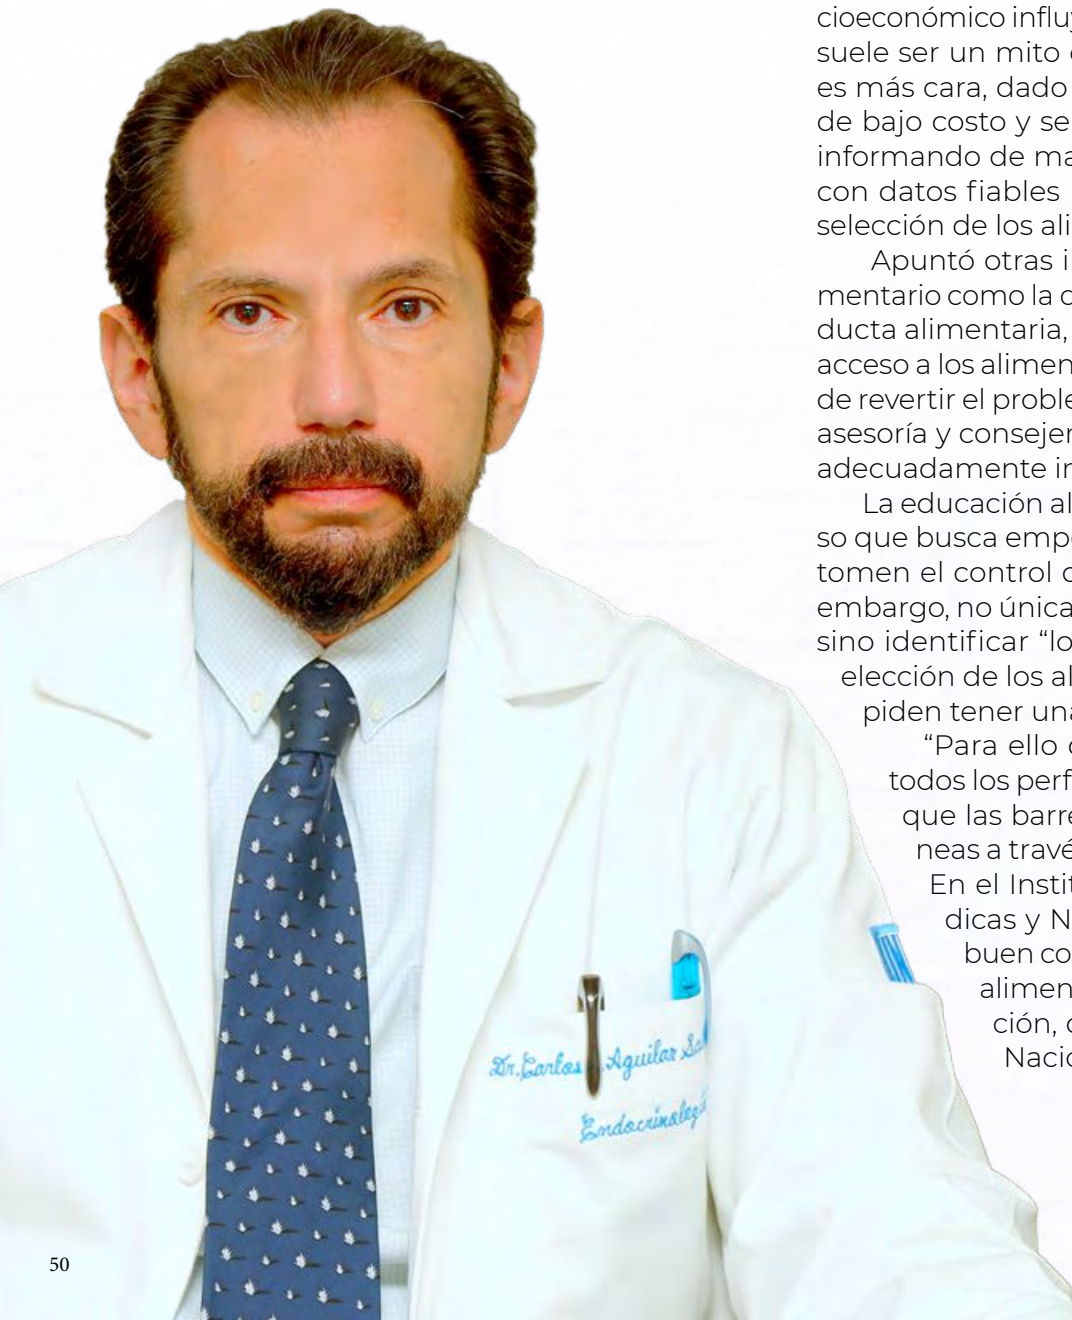 cioeconómico influy
suele ser un mito
es más cara, dado
de bajo costo y se
informando de ma
con datos fiables
selección de los ali
Apuntó otras i
mentario como la
ducta alimentaria,
acceso a los alimen
de revertir el proble
asesoría y consejer
adecuadamente in
La educación al
so que busca empo
tomen el control
embargo, no única
sino identificar “lo
elección de los al
piden tener una
“Para ello
todos los perf
que las barre
neas a travé
En el Instit
dicas y N
buen co
alimen
ción,
Nacio
Dr. Carlos Aguilar Sa
Endocrinología
50